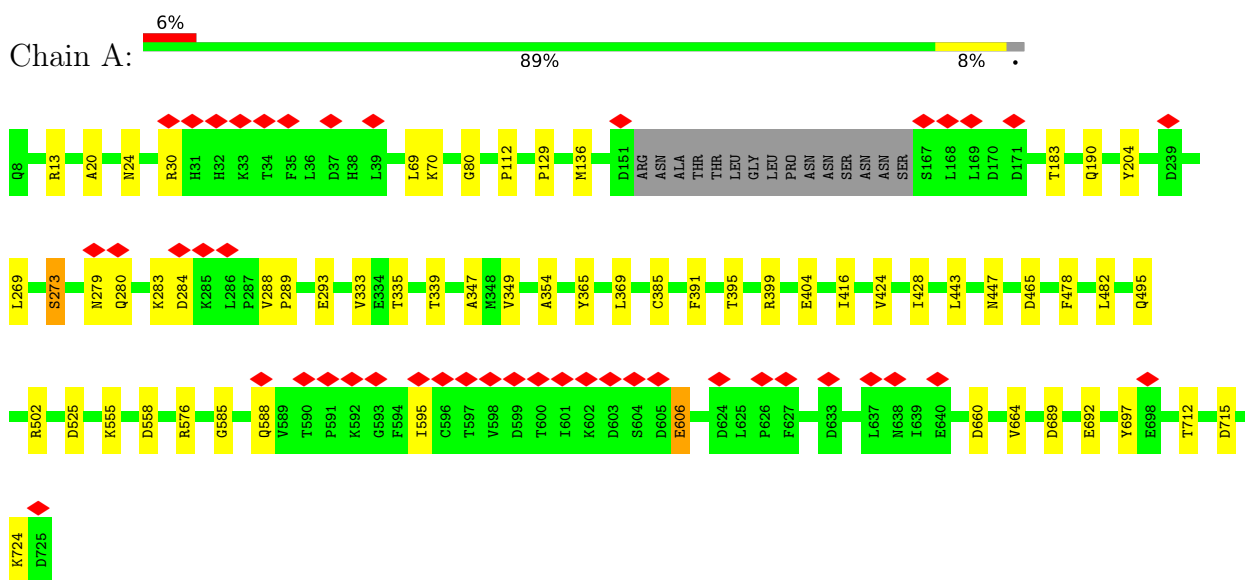 6%
Chain A:
89% 8% •
Q8 R13 A20 N24 R30 H31 H32 K33 T34 F35 L36 D37 H38 L39 L69 K70 G80 P112 P129 M136 D151 ARG ASN ALA THR THR LEU GLY LEU PRO ASN ASN SER ASN ASN SER S167 L168 L169 D170 D171 T183 Q190 Y204 D239
L269 S273 N279 Q280 K283 D284 K285 L286 P287 V288 P289 E293 V333 E334 T335 T339 A347 M348 V349 A354 Y365 L369 C385 F391 T395 R399 E404 I416 V424 I428 L443 N447 D465 F478 L482 Q495
R502 D525 K555 D558 R576 G585 Q588 V589 T590 P591 K592 G593 F594 I595 C596 T597 V598 D599 T600 I601 K602 D603 S604 D605 E606 D624 L625 P626 F627 D633 L637 N638 I639 E640 D660 V664 D689 E692 Y697 E698 T712 D715
K724 D725